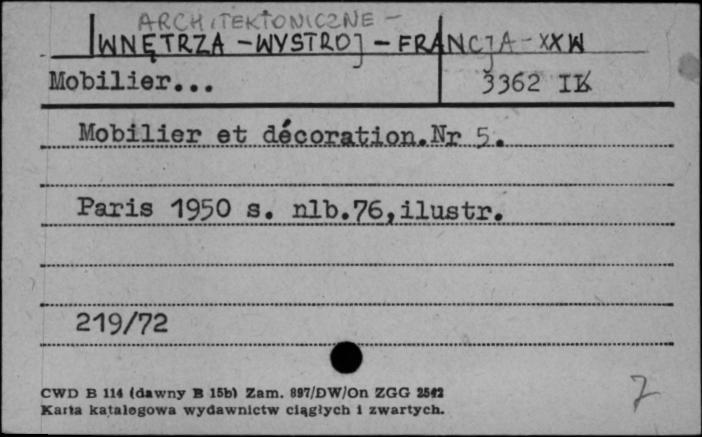 ARCHITEKTONICZNE -
WNĘTRZA - WYSTRÓJ - FRANCJA - XX W
Mobilier... 3362 II
Mobilier et décoration.Nr 5.
Paris 1950 s. nlb.76,ilustr.
219/72
CWD B 114 (dawny B 15b) Zam. 897/DW/On ZGG 2542
Karta katalogowa wydawnictw ciągłych i zwartych.
7